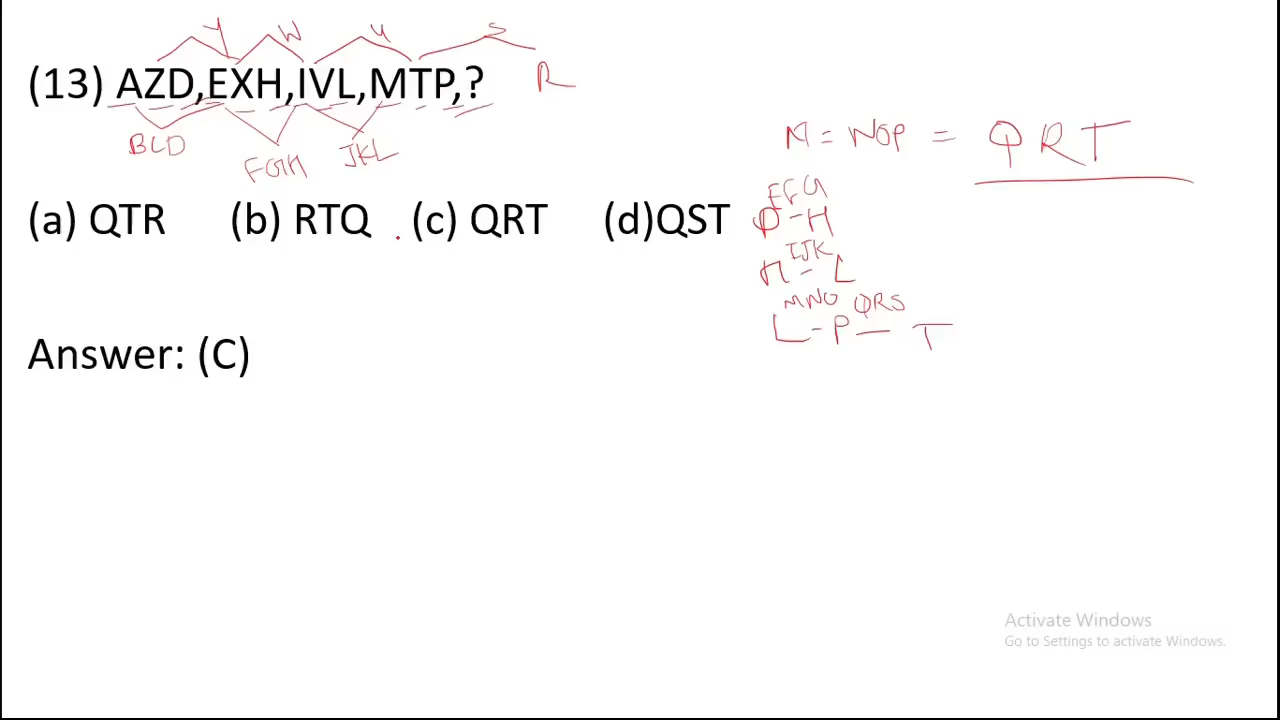 Y W U S
(13) AZD,EXH,IVL,MTP,? R
BCD FGH JKL
M = NOP = QRT
EFG
D - H
IJK
H - L
MNO QRS
L - P — T
(a) QTR (b) RTQ (c) QRT (d)QST
Answer: (C)
Activate Windows
Go to Settings to activate Windows.